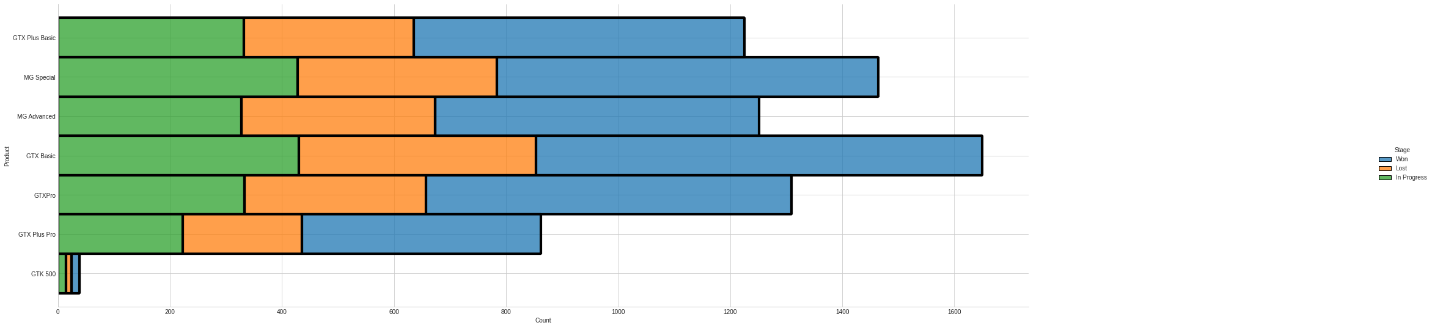 GTX Plus Basic
MG Special
MG Advanced
GTX Basic
GTXPro
GTX Plus Pro
GTK 500
Product
0 200 400 600 800 1000 1200 1400 1600
Count
Stage
Won
Lost
In Progress